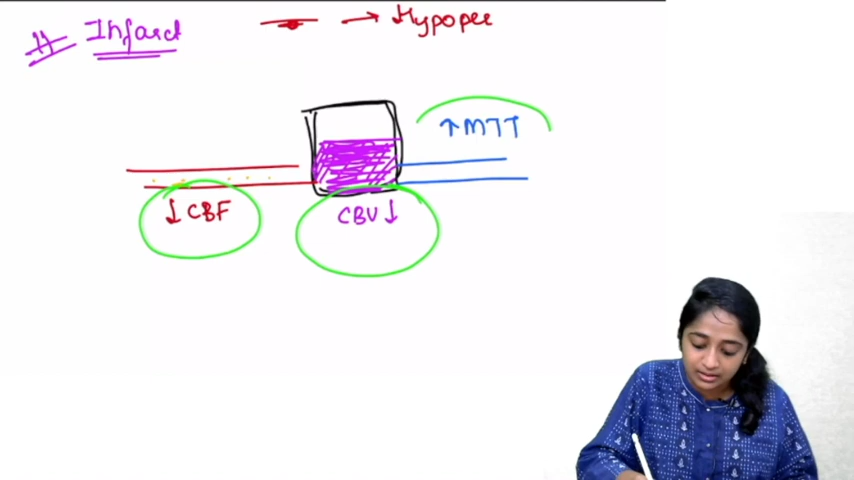 # Infarct
→ Hypoper
↑MTT
↓ CBF
CBV↓